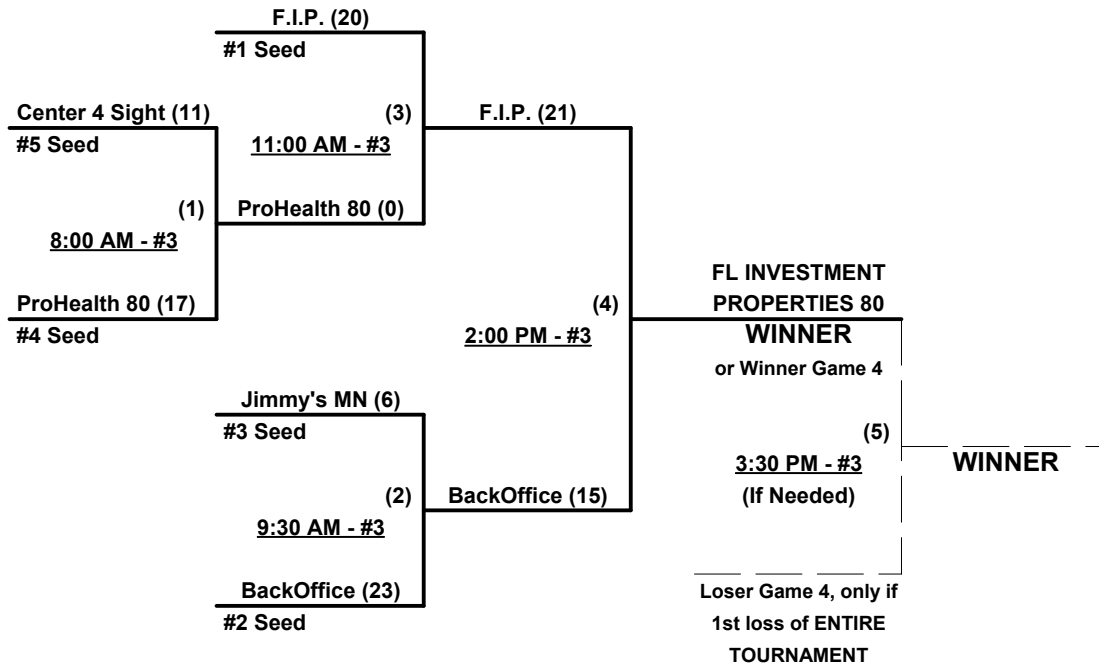 F.I.P. (20)
#1 Seed
Center 4 Sight (11)
#5 Seed
(3)
11:00 AM - #3
F.I.P. (21)
(1)
8:00 AM - #3
ProHealth 80 (0)
ProHealth 80 (17)
#4 Seed
(4)
2:00 PM - #3
FL INVESTMENT
PROPERTIES 80
WINNER
or Winner Game 4
Jimmy's MN (6)
#3 Seed
(5)
3:30 PM - #3
(If Needed)
WINNER
(2)
9:30 AM - #3
BackOffice (15)
BackOffice (23)
#2 Seed
Loser Game 4, only if
1st loss of ENTIRE
TOURNAMENT